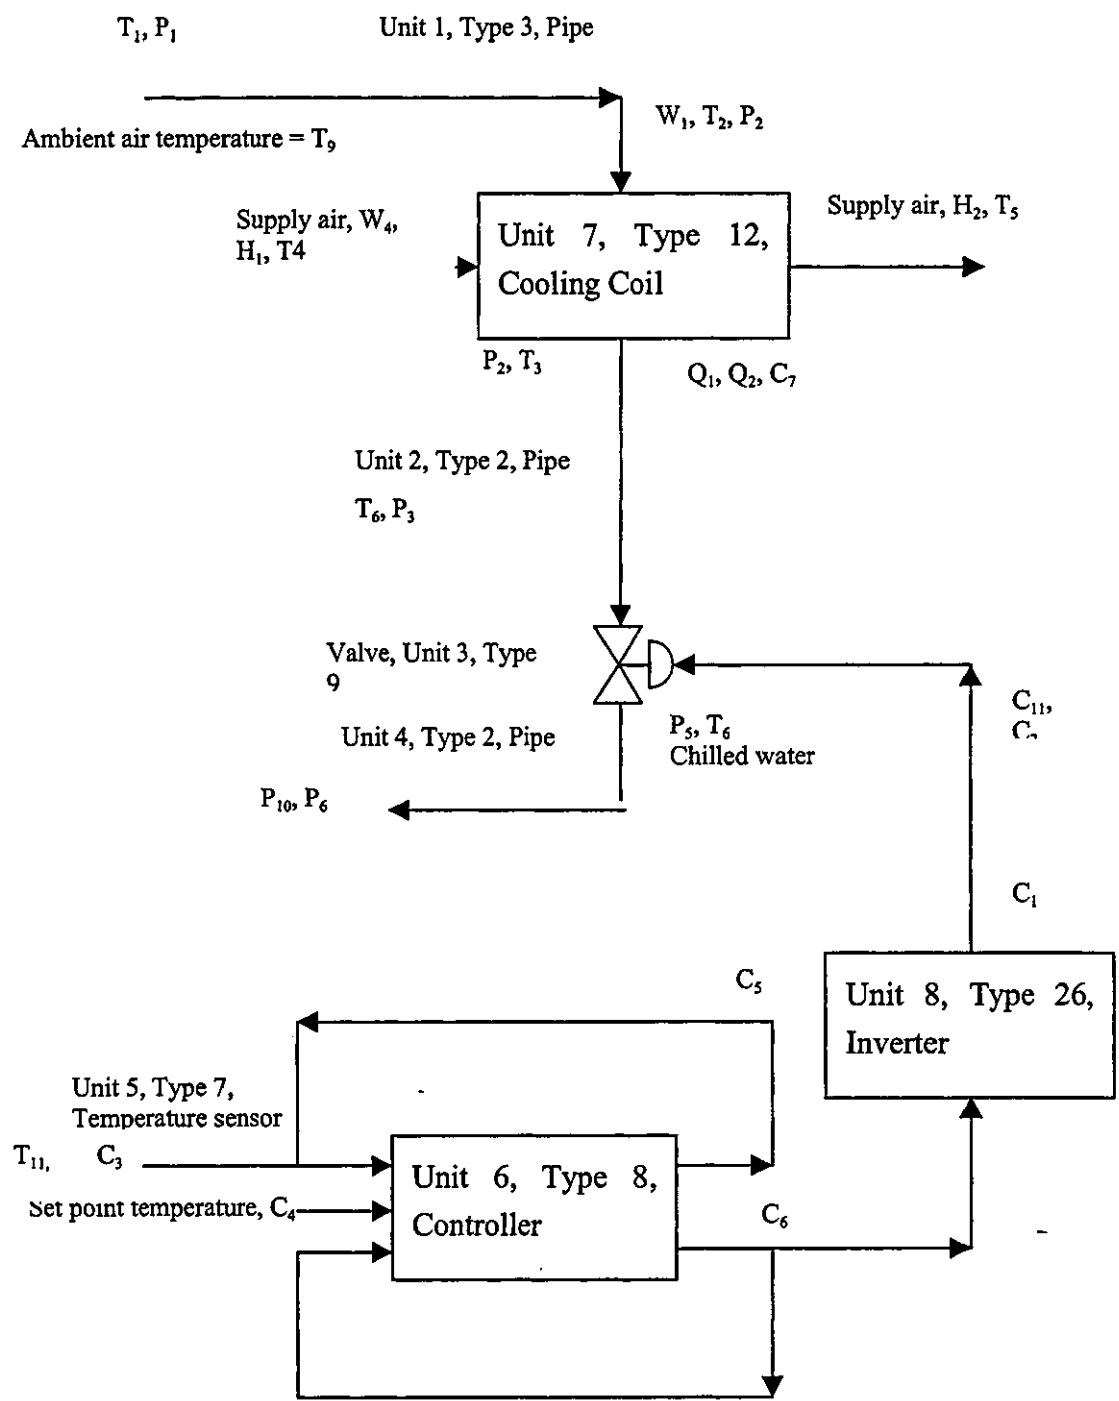 T₁, P₁ Unit 1, Type 3, Pipe
W₁, T₂, P₂
Ambient air temperature = T₉
Supply air, W₄,
H₁, T4
Unit 7, Type 12,
Cooling Coil
Supply air, H₂, T₅
P₂, T₃
Q₁, Q₂, C₇
Unit 2, Type 2, Pipe
T₆, P₃
Valve, Unit 3, Type
9
P₅, T₆
Chilled water
C₁₁,
Unit 4, Type 2, Pipe
P₁₀, P₆
C₁
Unit 8, Type 26,
Inverter
C₅
Unit 5, Type 7,
Temperature sensor
T₁₁, C₃
Set point temperature, C₄
Unit 6, Type 8,
Controller
C₆